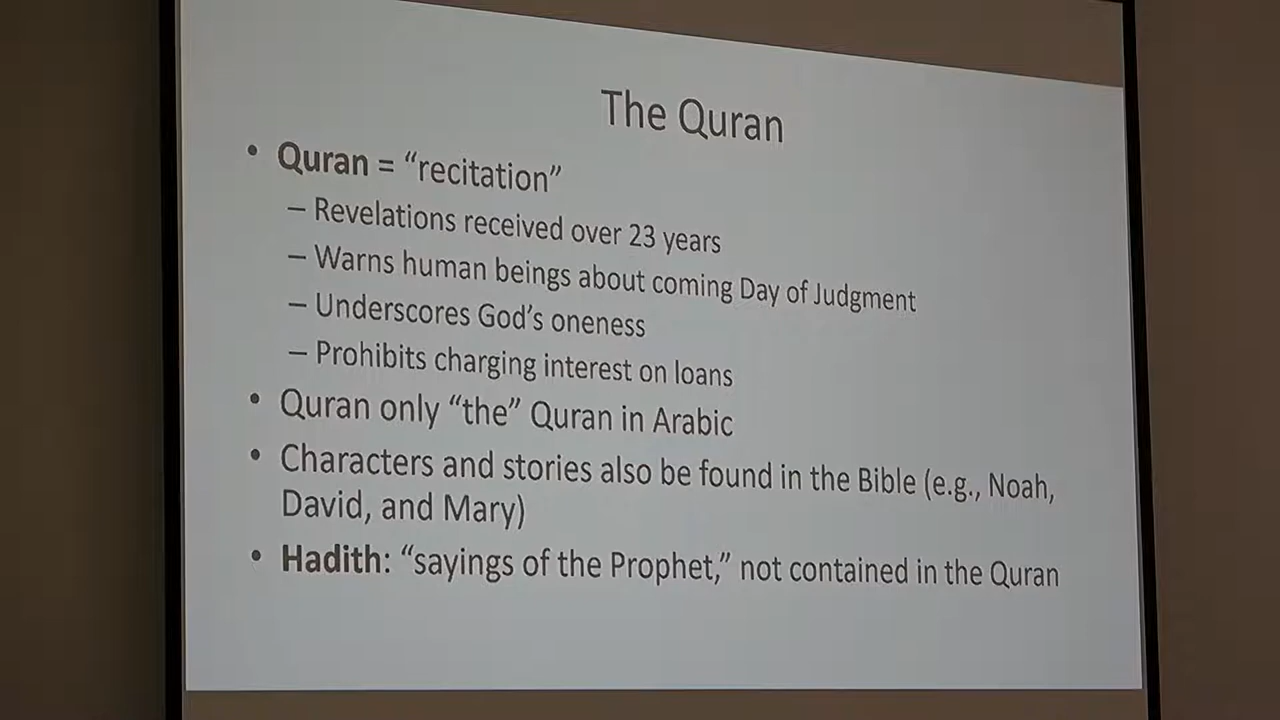 The Quran
• Quran = “recitation”
– Revelations received over 23 years
– Warns human beings about coming Day of Judgment
– Underscores God’s oneness
– Prohibits charging interest on loans
• Quran only “the” Quran in Arabic
• Characters and stories also be found in the Bible (e.g., Noah,
David, and Mary)
• Hadith: “sayings of the Prophet,” not contained in the Quran